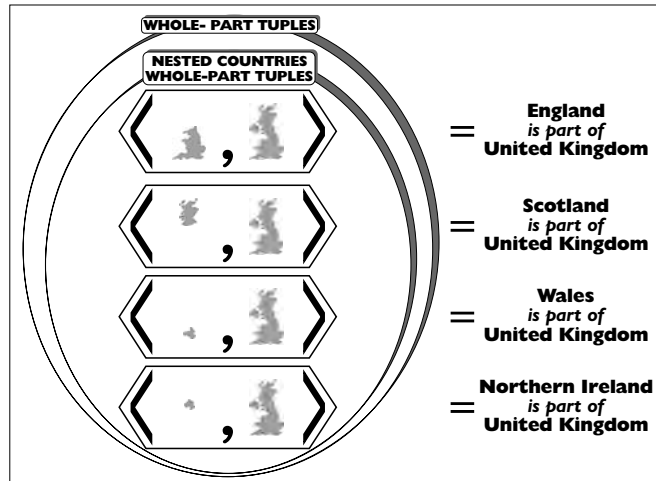 WHOLE- PART TUPLES
NESTED COUNTRIES
WHOLE-PART TUPLES
< , > = England
is part of
United Kingdom
< , > = Scotland
is part of
United Kingdom
< , > = Wales
is part of
United Kingdom
< , > = Northern Ireland
is part of
United Kingdom